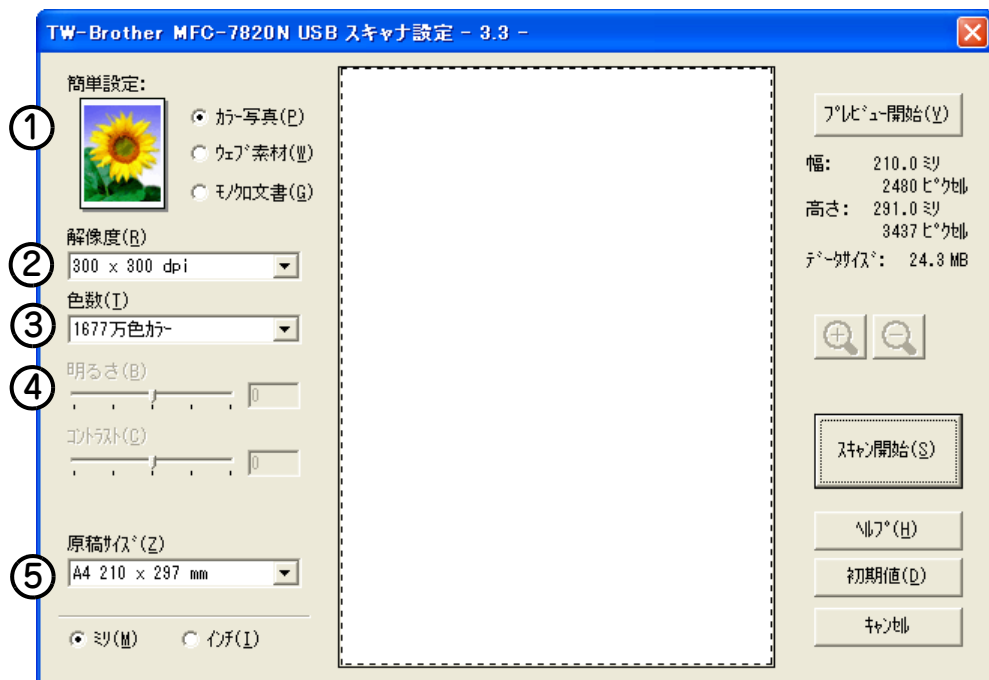 TW-Brother MFC-7820N USB スキャナ設定 - 3.3 -
簡単設定:
①
ｶﾗｰ写真(P)
ｳｪﾌﾞ素材(W)
ﾓﾉｸﾛ文書(G)
解像度(R)
②
300 x 300 dpi
色数(T)
③
1677万色ｶﾗｰ
明るさ(B)
④
0
ｺﾝﾄﾗｽﾄ(C)
0
原稿ｻｲｽﾞ(Z)
⑤
A4 210 x 297 mm
ﾐﾘ(M) ｲﾝﾁ(I)
ﾌﾟﾚﾋﾞｭｰ開始(V)
幅: 210.0 ﾐﾘ
2480 ﾋﾟｸｾﾙ
高さ: 291.0 ﾐﾘ
3437 ﾋﾟｸｾﾙ
ﾃﾞｰﾀｻｲｽﾞ: 24.3 MB
ｽｷｬﾝ開始(S)
ﾍﾙﾌﾟ(H)
初期値(D)
ｷｬﾝｾﾙ